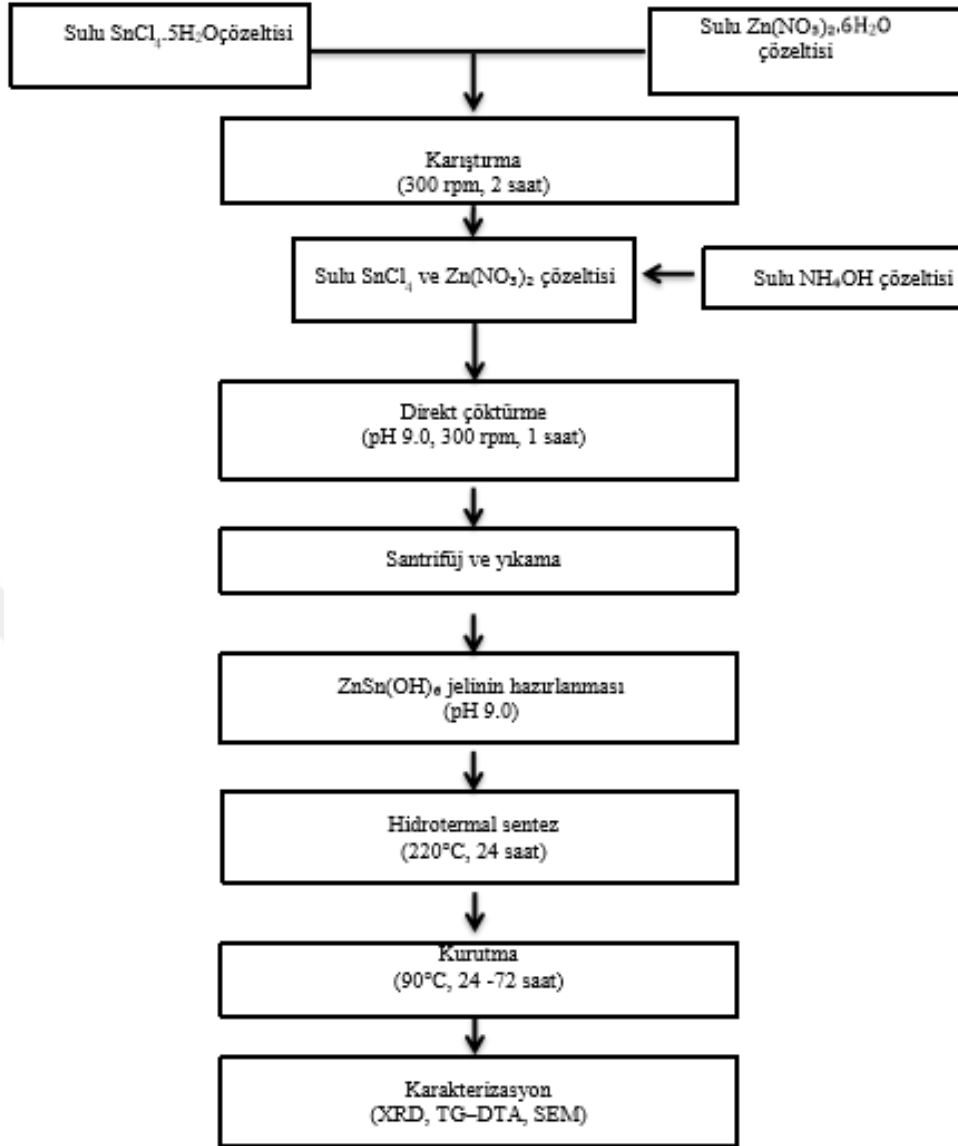 Sulu SnCl₄.5H₂Oçözeltisi
Sulu Zn(NO₃)₂.6H₂O
çözeltisi
Karıştırma
(300 rpm, 2 saat)
Sulu SnCl₄ ve Zn(NO₃)₂ çözeltisi
Sulu NH₄OH çözeltisi
Direkt çöktürme
(pH 9.0, 300 rpm, 1 saat)
Santrifüj ve yıkama
ZnSn(OH)₆ jelinin hazırlanması
(pH 9.0)
Hidrotermal sentez
(220°C, 24 saat)
Kurutma
(90°C, 24 -72 saat)
Karakterizasyon
(XRD, TG–DTA, SEM)